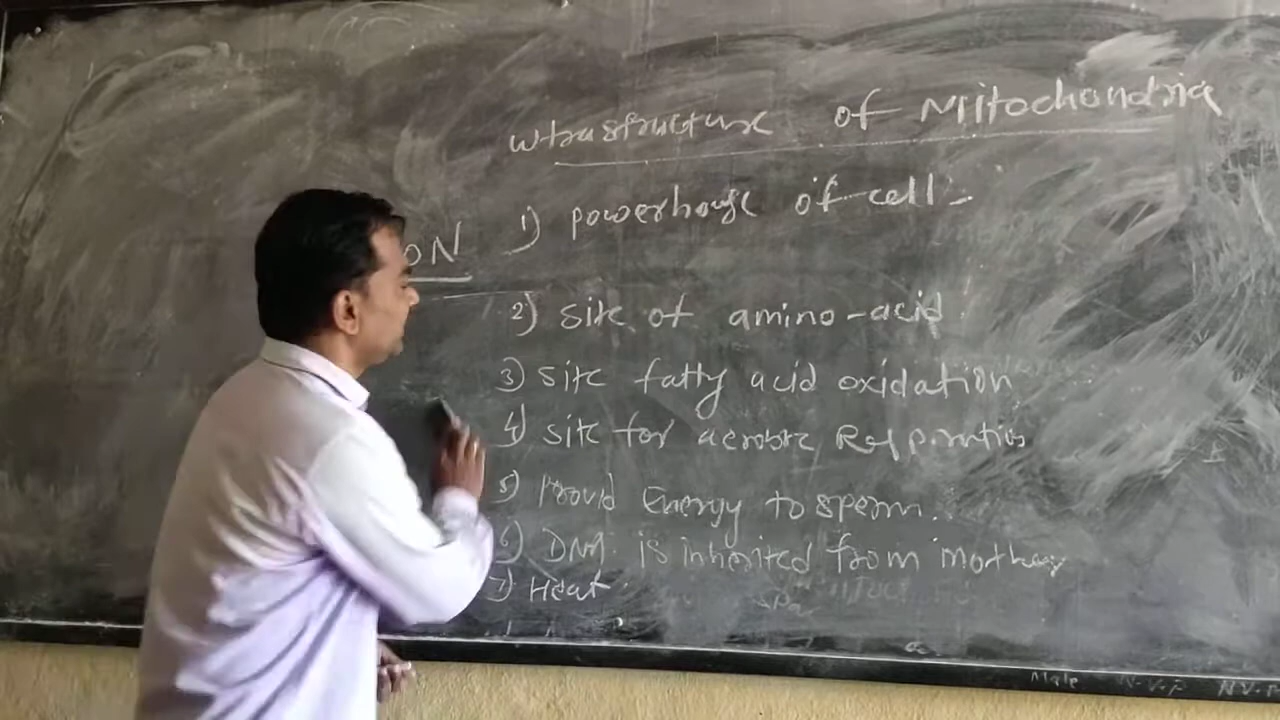 Ultrastructure of Mitochondria
1) powerhouse of cell -
ON
2) site of amino-acid
3) site fatty acid oxidation
4) site for aerobic Respiration
5) Provid Energy to sperm.
6) DNA is inherited from mother
7) Heat
Male